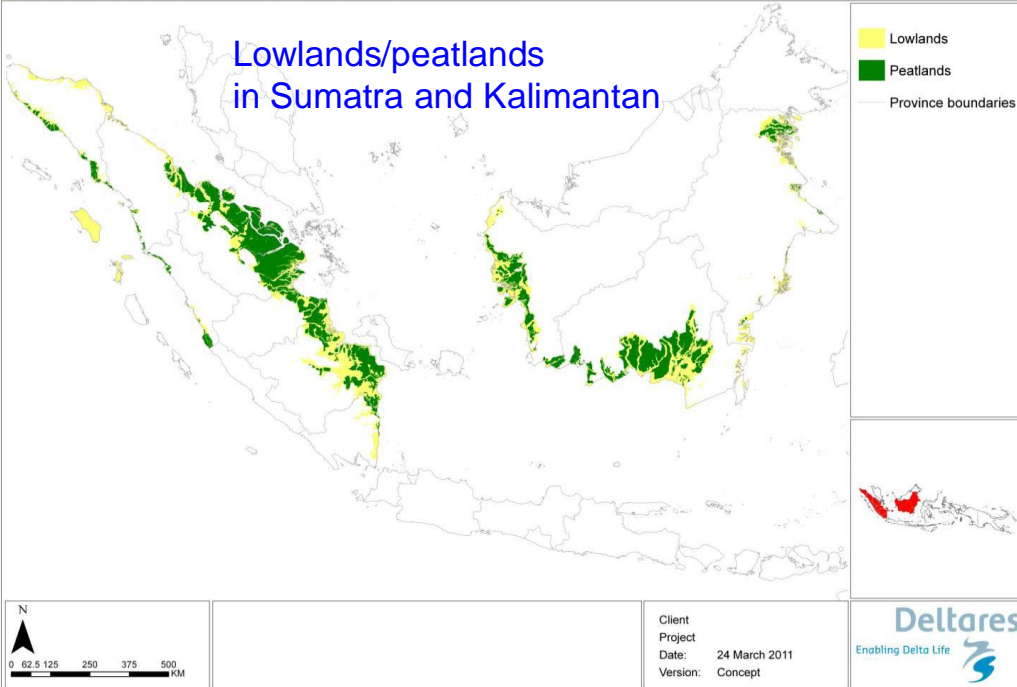 Lowlands/peatlands
in Sumatra and Kalimantan
Lowlands
Peatlands
Province boundaries
N
0 62.5 125 250 375 500
KM
Client
Project
Date: 24 March 2011
Version: Concept
Deltares
Enabling Delta Life